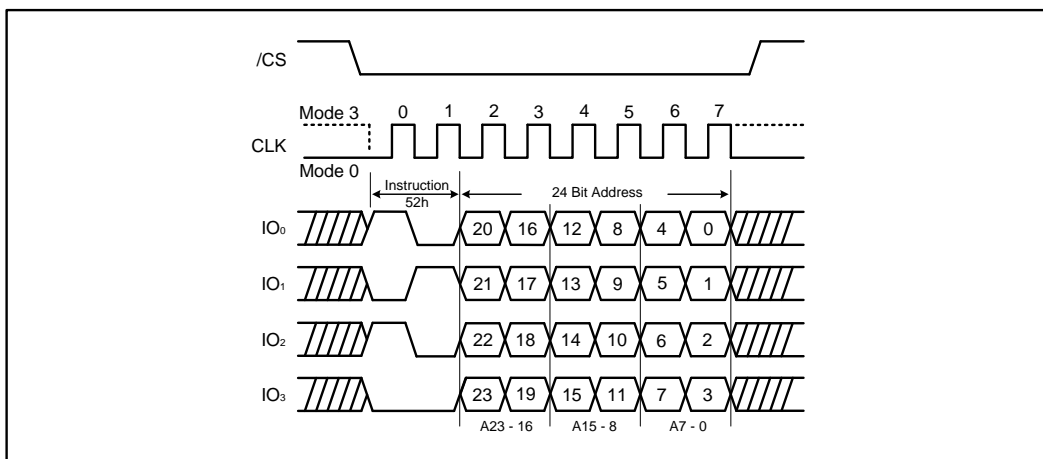 /CS
Mode 3 0 1 2 3 4 5 6 7
CLK
Mode 0
Instruction
52h
24 Bit Address
IO₀ 20 16 12 8 4 0
IO₁ 21 17 13 9 5 1
IO₂ 22 18 14 10 6 2
IO₃ 23 19 15 11 7 3
A23 - 16 A15 - 8 A7 - 0